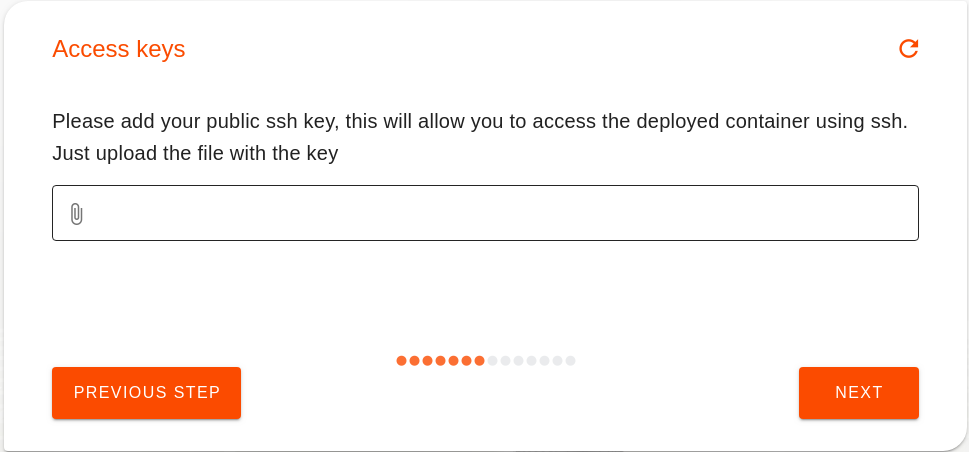 Access keys
Please add your public ssh key, this will allow you to access the deployed container using ssh.
Just upload the file with the key
PREVIOUS STEP
NEXT